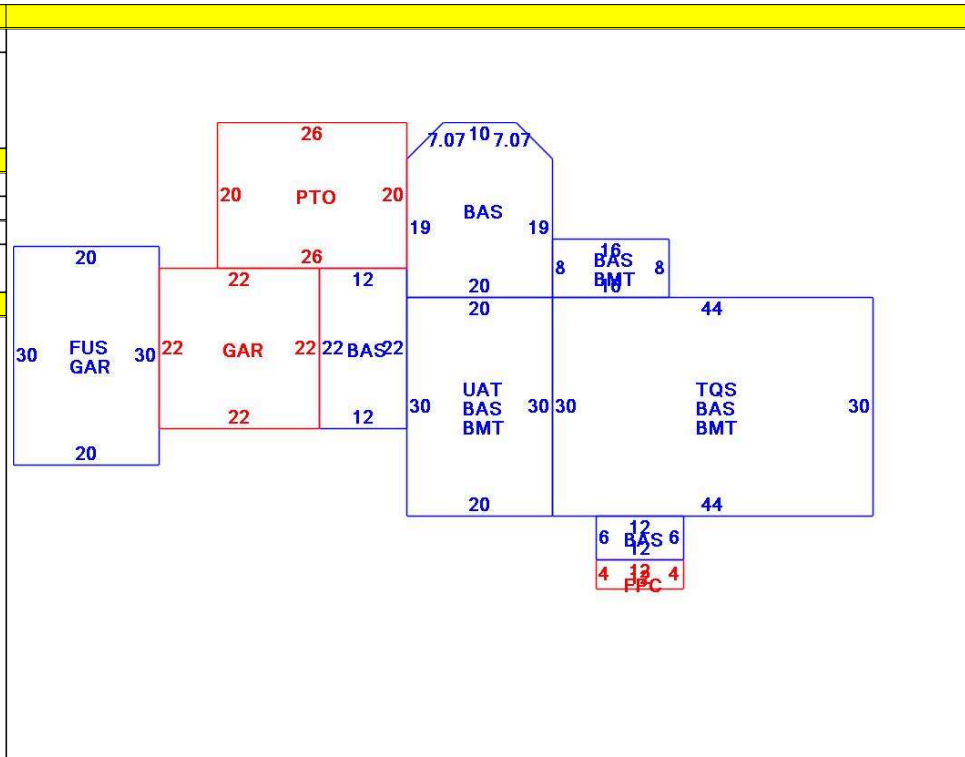 26
7.07 10 7.07
20 PTO 20
BAS
19 19
26
20
16
8 BAS 8
BMT
20
22
12
20
44
30 FUS 30
GAR
22 GAR 22
22 BAS 22
30 UAT 30
BAS
BMT
30 TQS 30
BAS
BMT
22
12
20
20
44
12
6 BAS 6
12
4 12 4